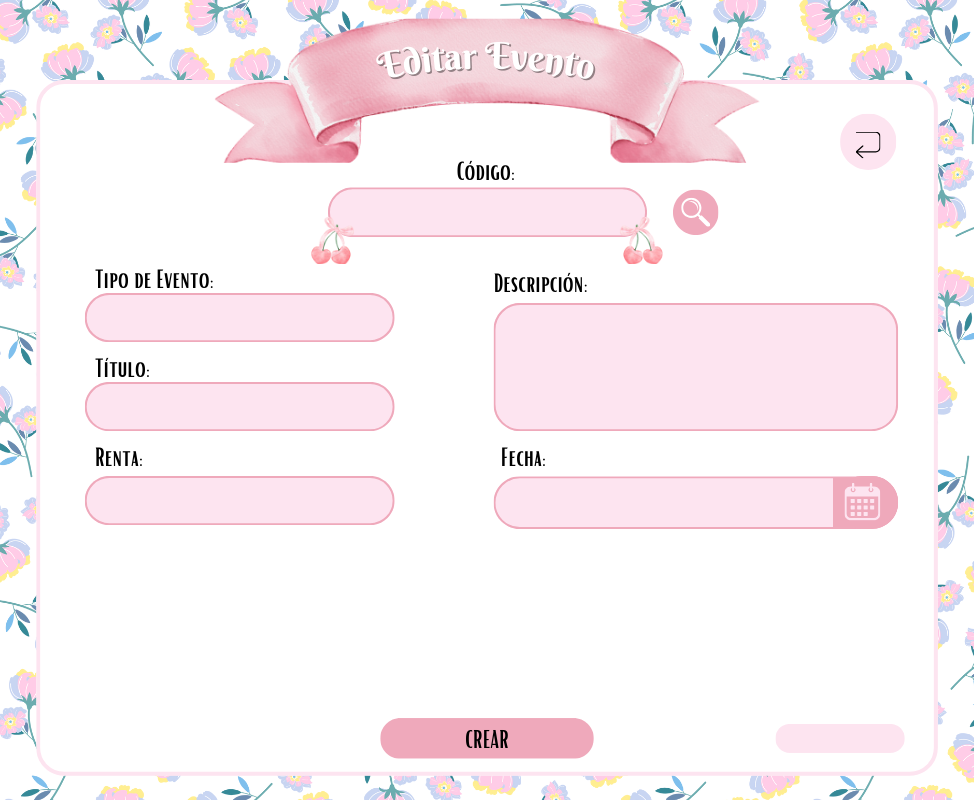 Editar Evento
Código:
Tipo de Evento:
Descripción:
Título:
Renta:
Fecha:
CREAR